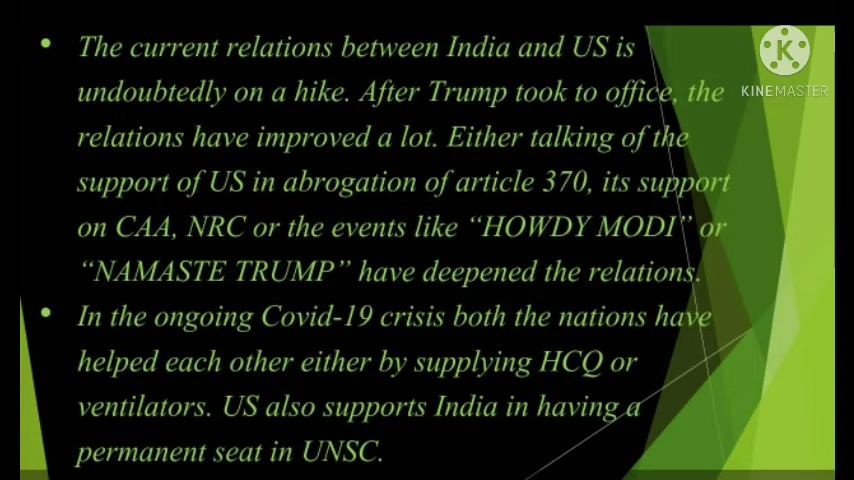 • The current relations between India and US is
undoubtedly on a hike. After Trump took to office, the
KINEMASTER
relations have improved a lot. Either talking of the
support of US in abrogation of article 370, its support
on CAA, NRC or the events like “HOWDY MODI” or
“NAMASTE TRUMP” have deepened the relations.
• In the ongoing Covid-19 crisis both the nations have
helped each other either by supplying HCQ or
ventilators. US also supports India in having a
permanent seat in UNSC.